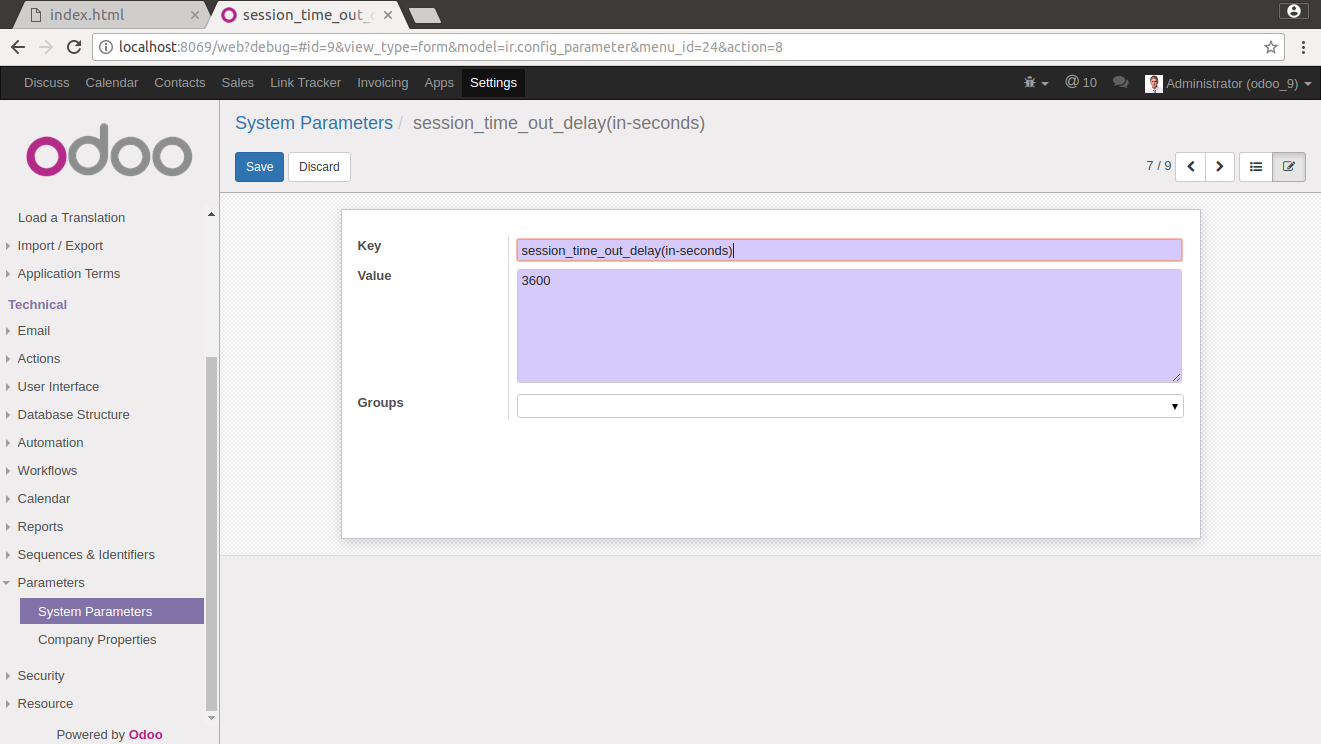 index.html
session_time_out_
localhost:8069/web?debug=#id=9&view_type=form&model=ir.config_parameter&menu_id=24&action=8
Discuss Calendar Contacts Sales Link Tracker Invoicing Apps Settings @ 10 Administrator (odoo_9)
odoo
System Parameters / session_time_out_delay(in-seconds)
Save Discard 7 / 9
Load a Translation
Import / Export
Application Terms
Technical
Email
Actions
User Interface
Database Structure
Automation
Workflows
Calendar
Reports
Sequences & Identifiers
Parameters
System Parameters
Company Properties
Security
Resource
Powered by Odoo
Key session_time_out_delay(in-seconds)
Value 3600
Groups